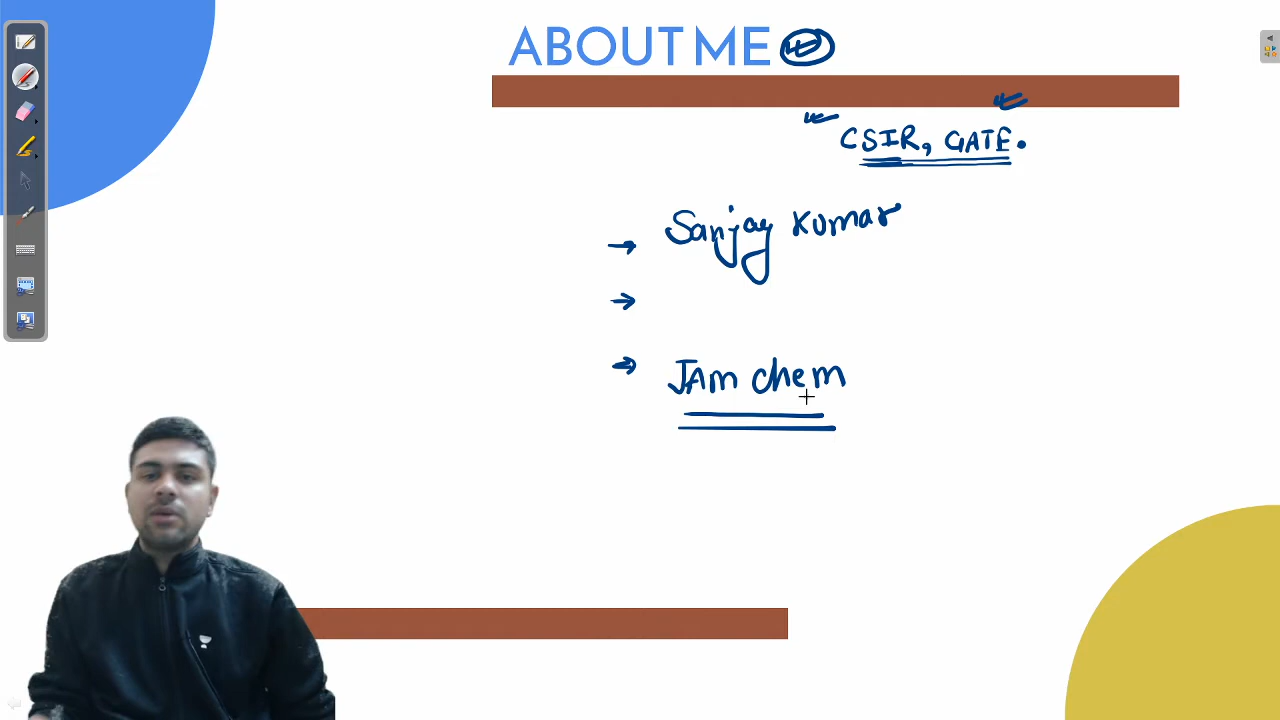 ABOUT ME
CSIR, GATE.
→ Sanjay Kumar
→
→ JAM chem